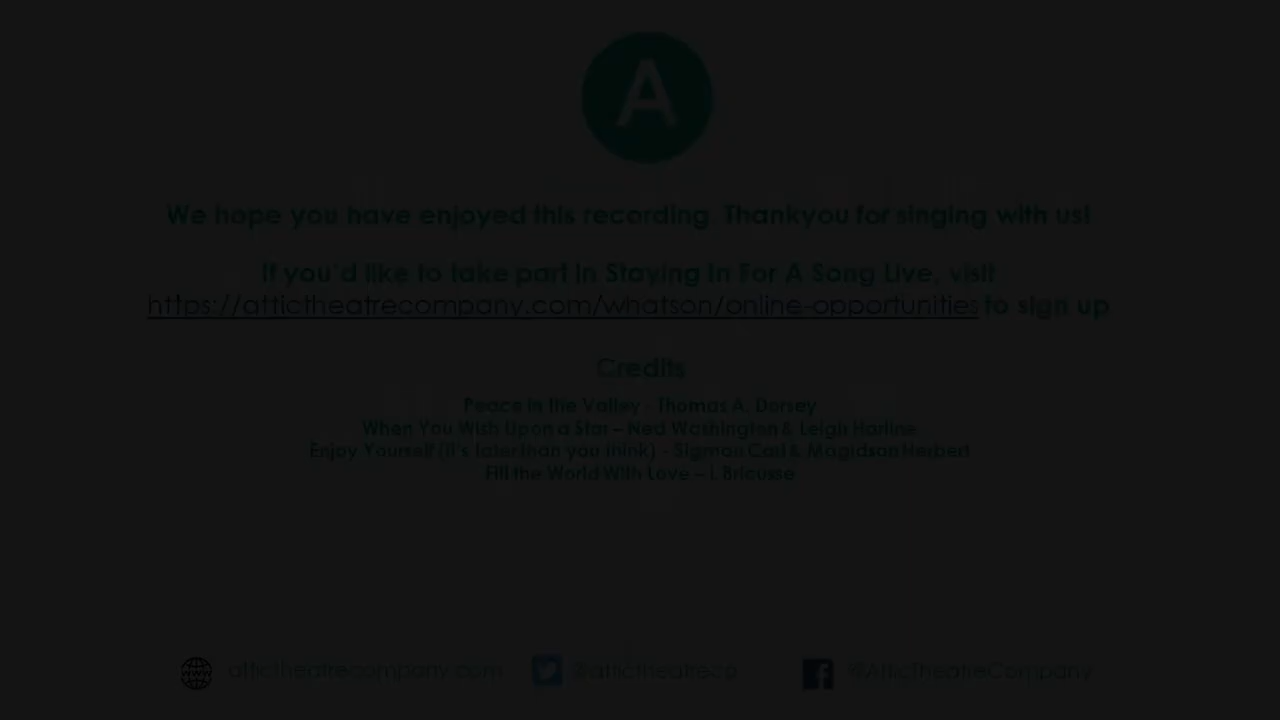 A
We hope you have enjoyed this recording. Thankyou for singing with us!
If you'd like to take part in Staying In For A Song Live, visit
https://attictheatrecompany.com/whatson/online-opportunities to sign up
Credits
Peace in the Valley - Thomas A. Dorsey
When You Wish Upon a Star – Ned Washington & Leigh Harline
Enjoy Yourself (it's later than you think) - Sigman Carl & Magidson Herbert
Fill the World With Love – L Bricusse
www attictheatrecompany.com @attictheatreco @AtticTheatreCompany